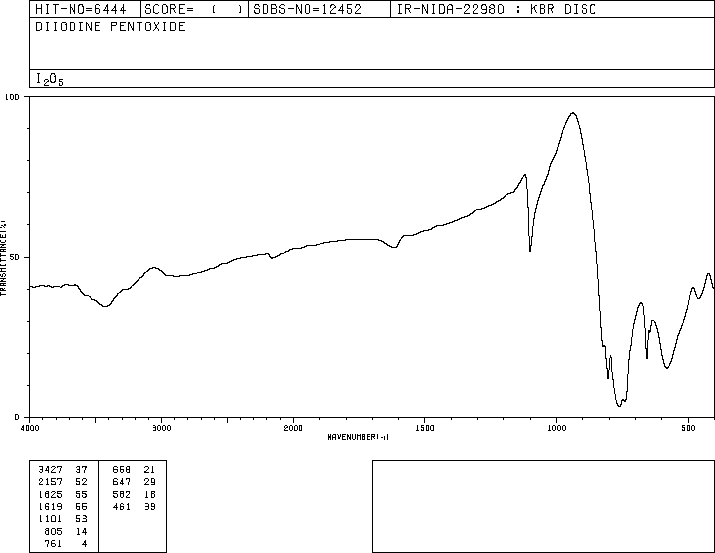 HIT-NO=6444 SCORE= ( ) SDBS-NO=12452 IR-NIDA-22980 : KBR DISC
DIIODINE PENTOXIDE
I2O5
100
50
0
TRANSMITTANCE(%)
4000 3000 2000 1500 1000 500
WAVENUMBER(-1)
3427 37 658 21
2157 52 647 29
1825 55 582 16
1619 55 461 39
1101 53
805 14
761 4